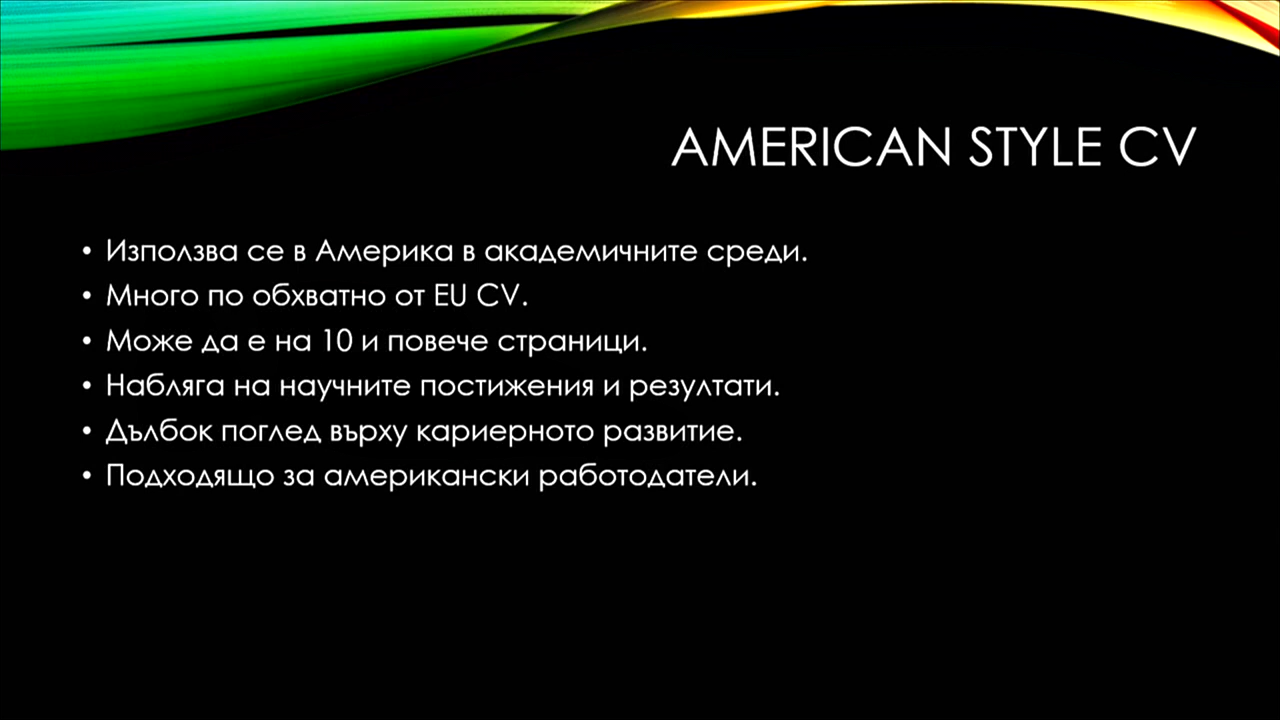 AMERICAN STYLE CV
• Използва се в Америка в академичните среди.
• Много по обхватно от EU CV.
• Може да е на 10 и повече страници.
• Набляга на научните постижения и резултати.
• Дълбок поглед върху кариерното развитие.
• Подходящо за американски работодатели.